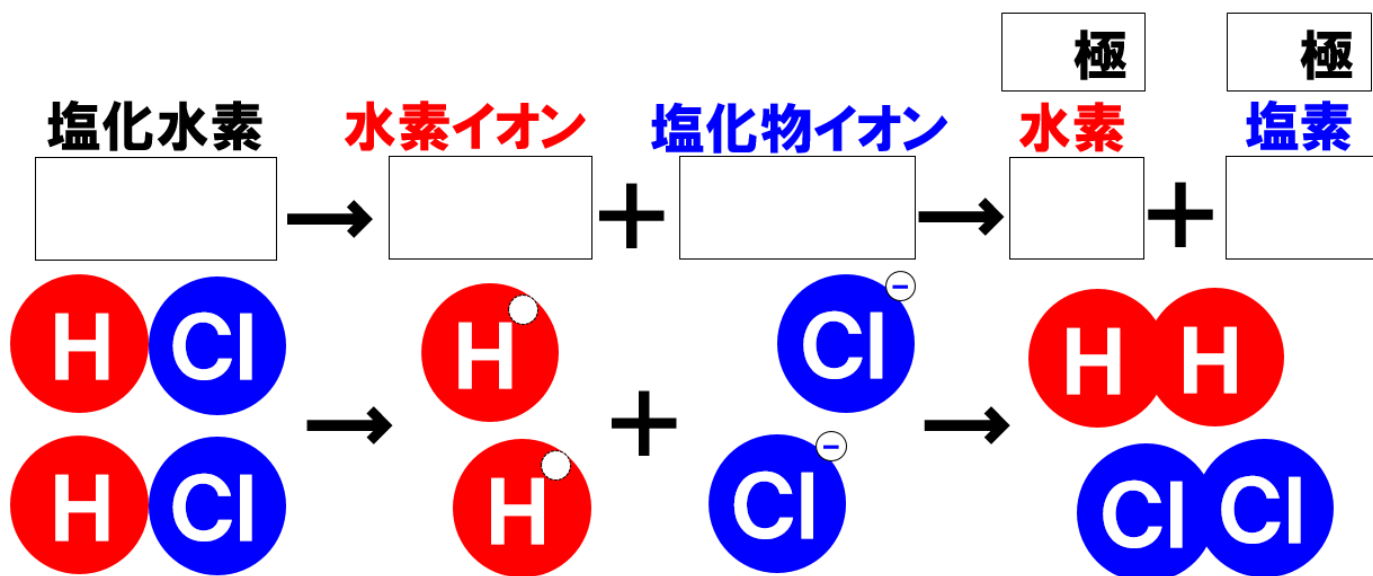 極 極
塩化水素 水素イオン 塩化物イオン 水素 塩素
→ + → +
H Cl H Cl − H H
→ + →
H Cl H Cl − Cl Cl